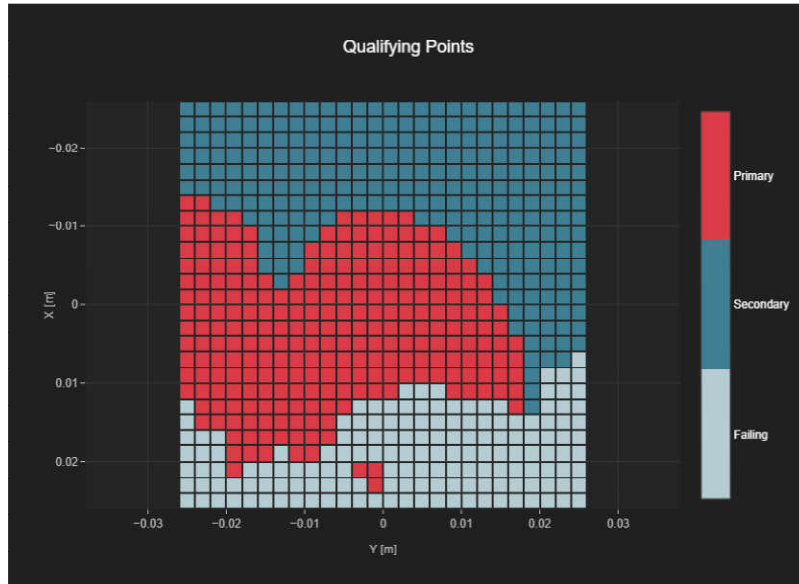 Qualifying Points
−0.02
−0.01
0
0.01
0.02
X [m]
−0.03
−0.02
−0.01
0
0.01
0.02
0.03
Y [m]
Primary
Secondary
Failing